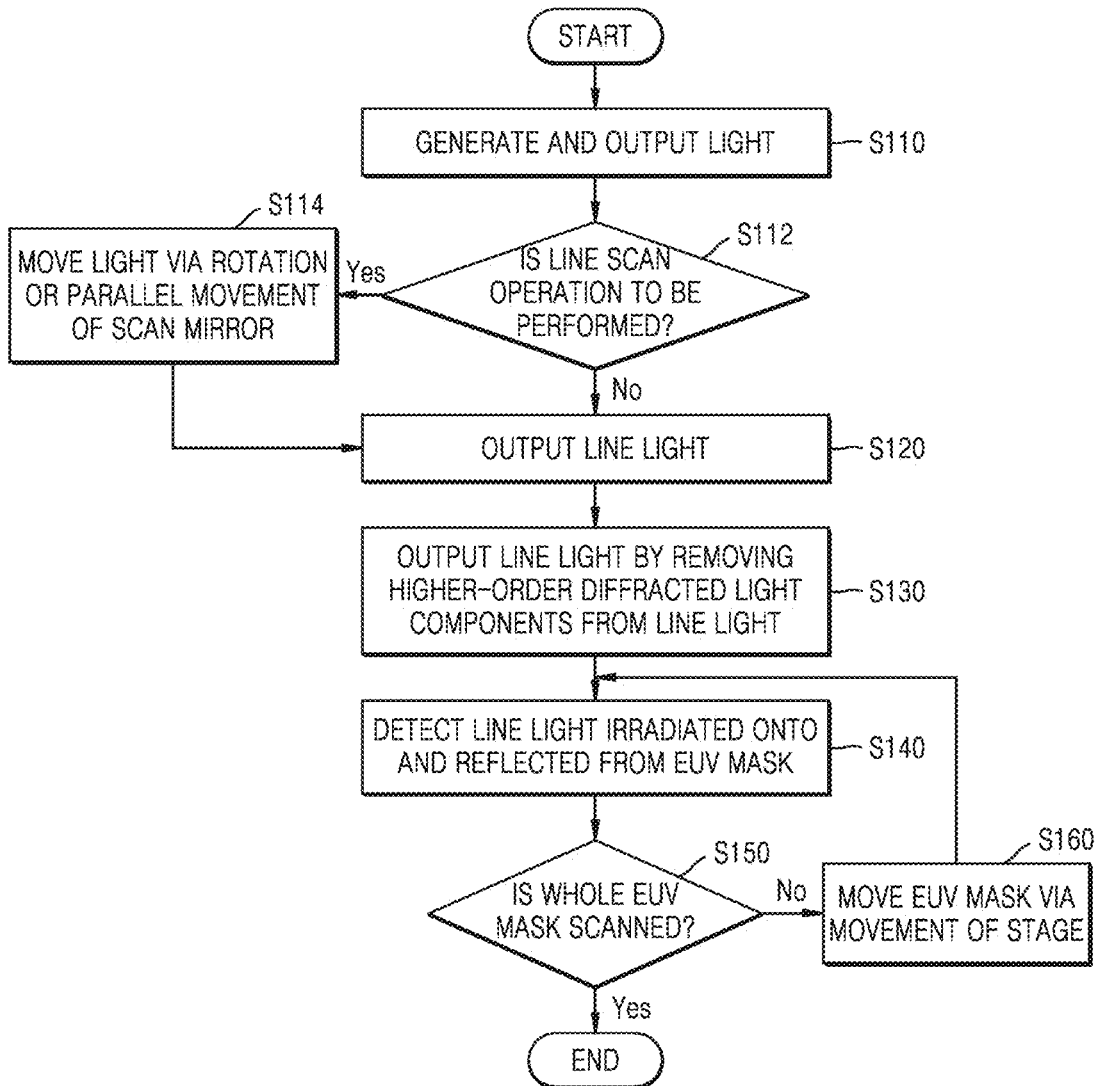 START
GENERATE AND OUTPUT LIGHT
S110
S114
MOVE LIGHT VIA ROTATION
OR PARALLEL MOVEMENT
OF SCAN MIRROR
Yes
S112
IS LINE SCAN
OPERATION TO BE
PERFORMED?
No
OUTPUT LINE LIGHT
S120
OUTPUT LINE LIGHT BY REMOVING
HIGHER-ORDER DIFFRACTED LIGHT
COMPONENTS FROM LINE LIGHT
S130
DETECT LINE LIGHT IRRADIATED ONTO
AND REFLECTED FROM EUV MASK
S140
S150
IS WHOLE EUV
MASK SCANNED?
No
S160
MOVE EUV MASK VIA
MOVEMENT OF STAGE
Yes
END